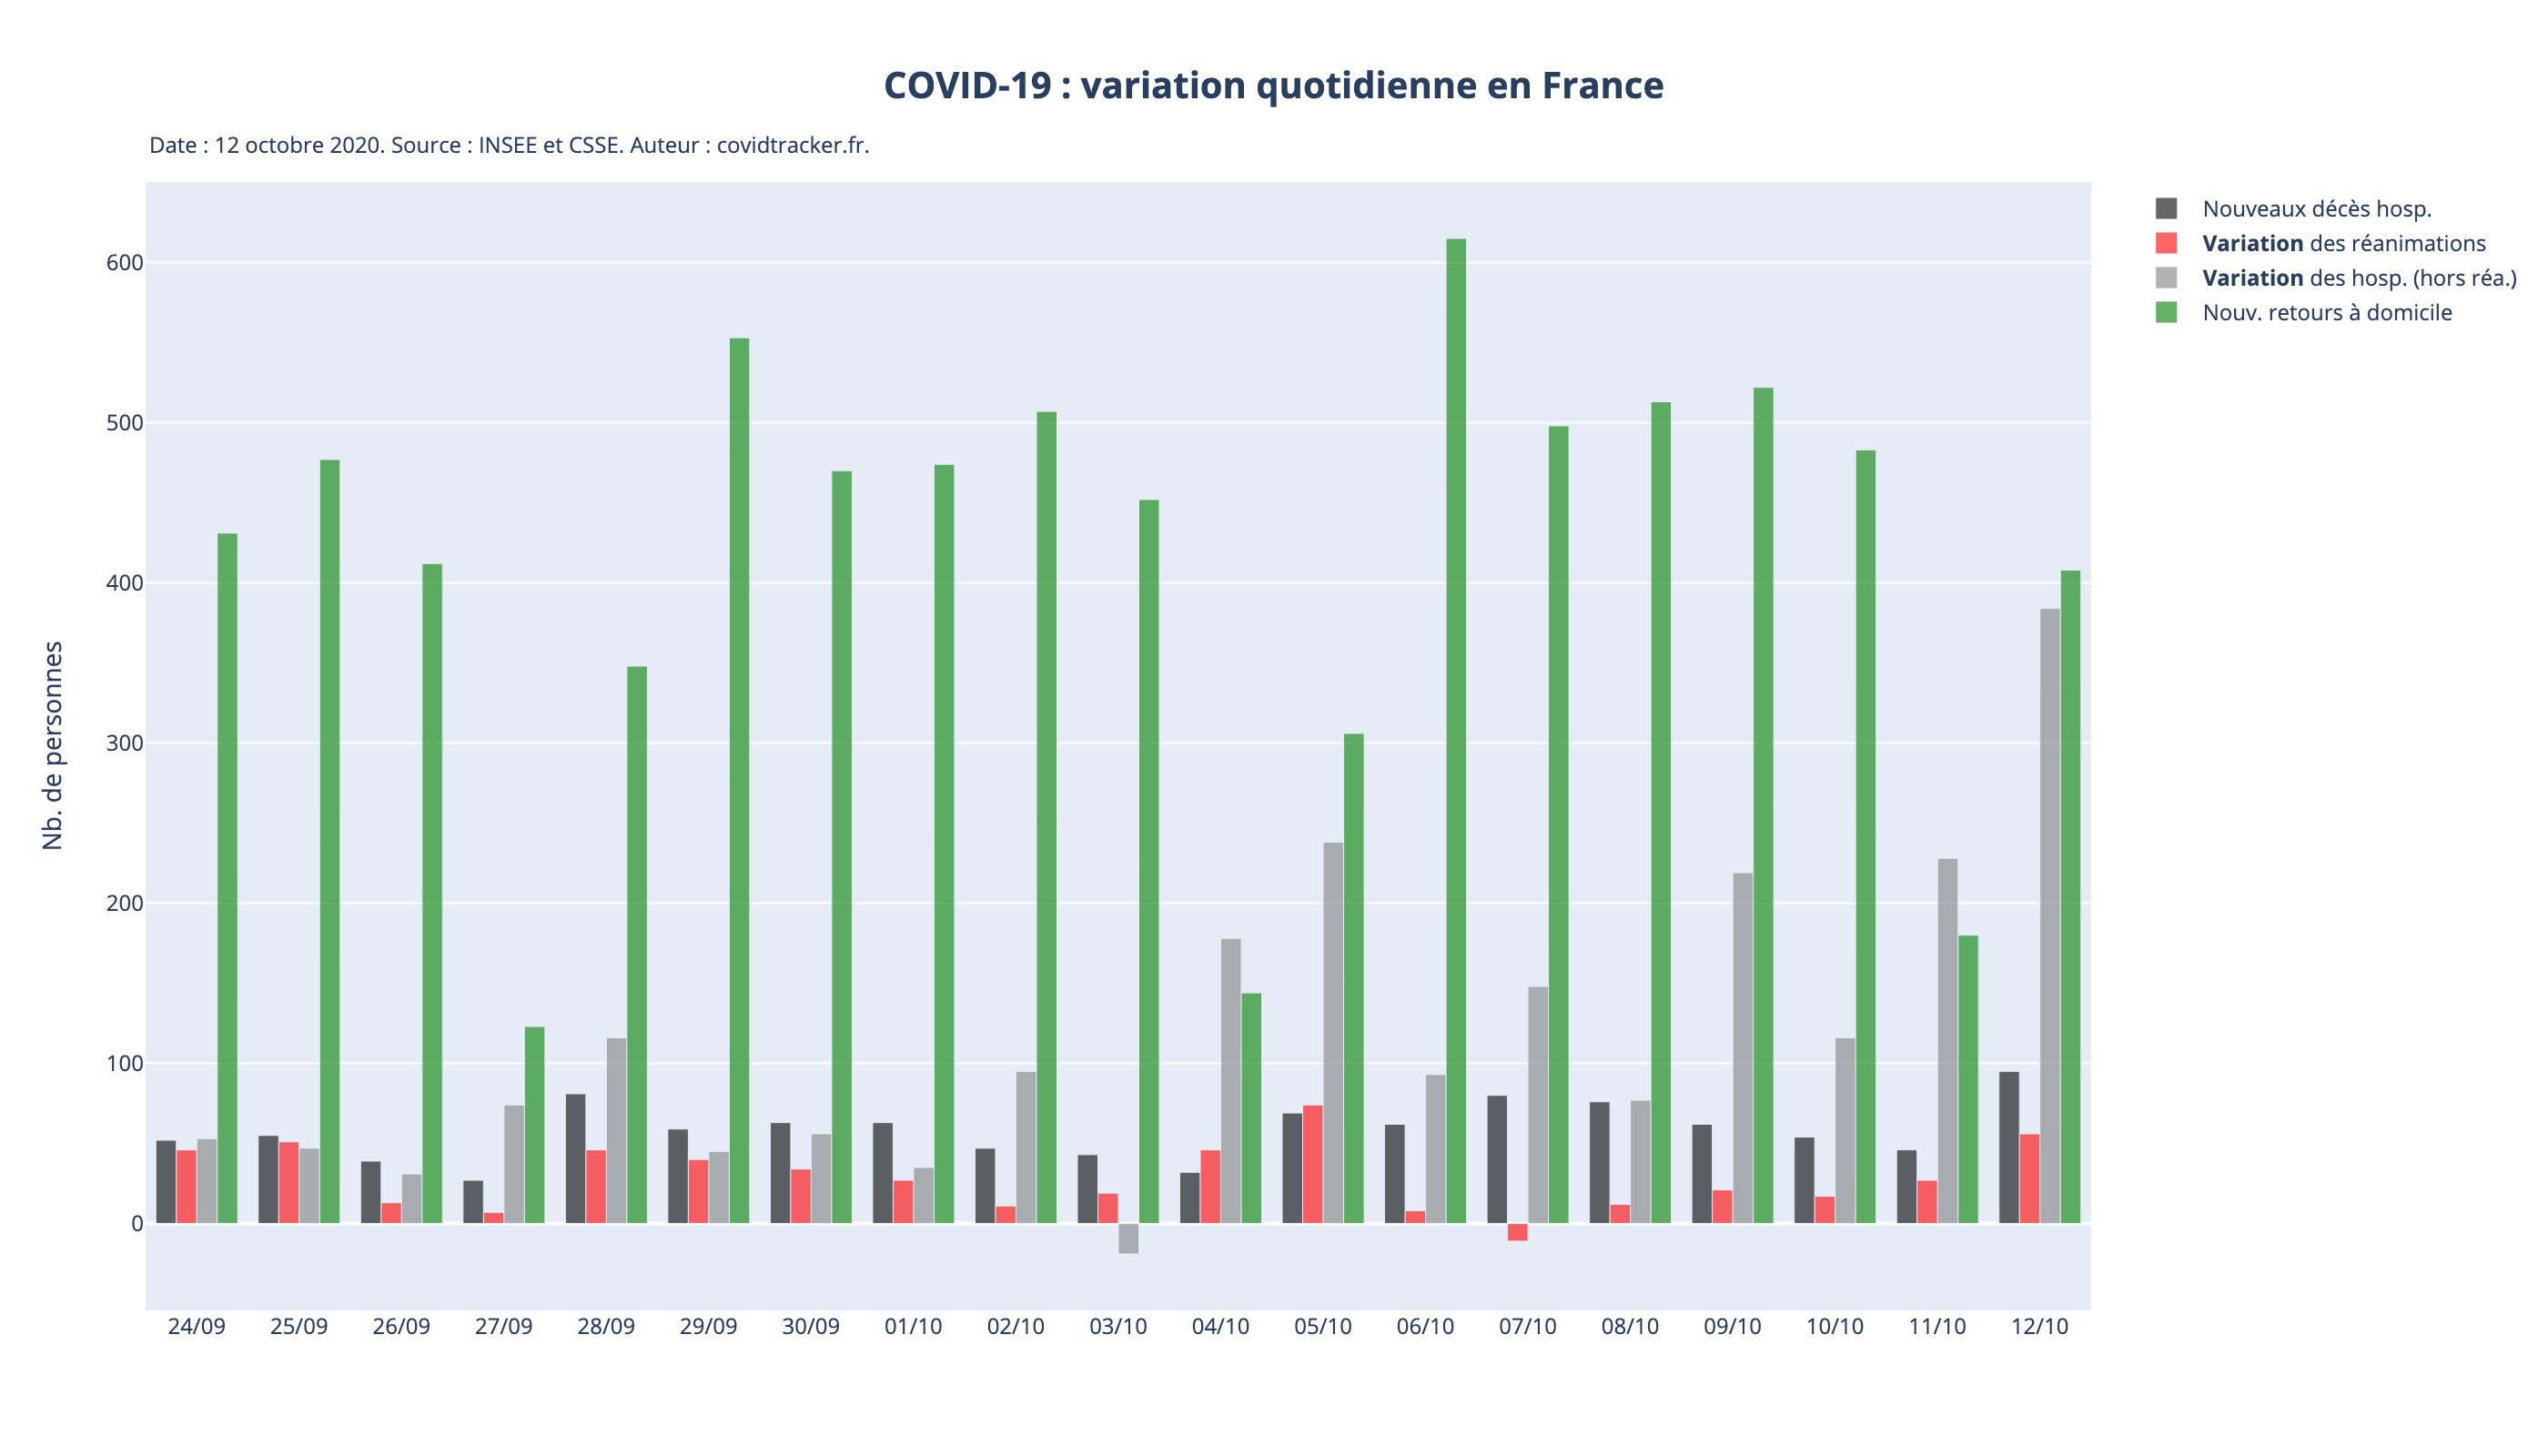 COVID-19 : variation quotidienne en France
Date : 12 octobre 2020. Source : INSEE et CSSE. Auteur : covidtracker.fr.
Nouveaux décès hosp.
Variation des réanimations
Variation des hosp. (hors réa.)
Nouv. retours à domicile
Nb. de personnes
600
500
400
300
200
100
0
24/09 25/09 26/09 27/09 28/09 29/09 30/09 01/10 02/10 03/10 04/10 05/10 06/10 07/10 08/10 09/10 10/10 11/10 12/10